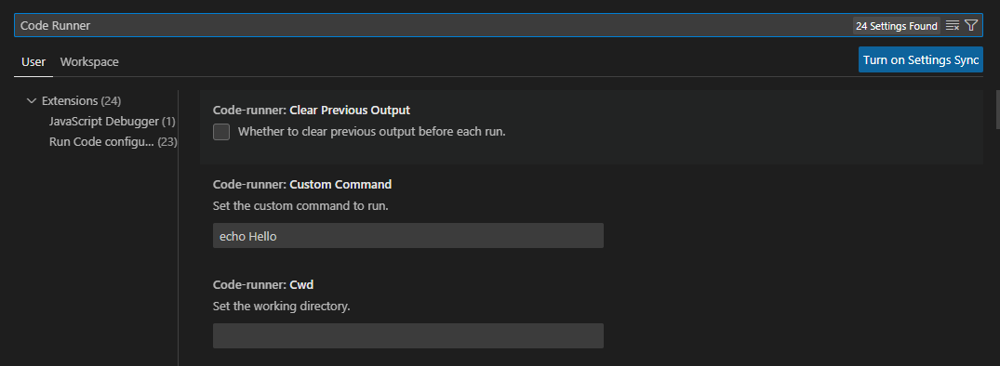 Code Runner
24 Settings Found
User Workspace
Turn on Settings Sync
Extensions (24)
JavaScript Debugger (1)
Run Code configu... (23)
Code-runner: Clear Previous Output
Whether to clear previous output before each run.
Code-runner: Custom Command
Set the custom command to run.
echo Hello
Code-runner: Cwd
Set the working directory.